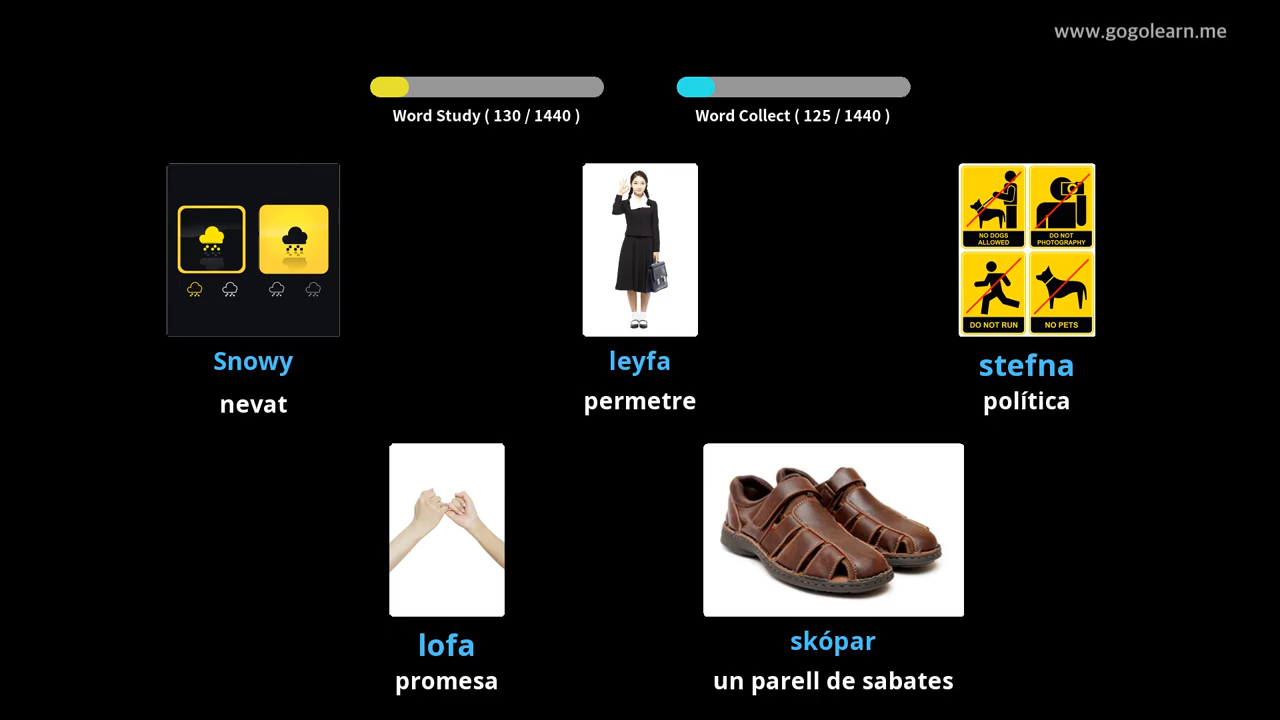 www.gogolearn.me
Word Study ( 130 / 1440 )
Word Collect ( 125 / 1440 )
NO DOGS
ALLOWED
DO NOT
PHOTOGRAPHY
DO NOT RUN
NO PETS
Snowy
nevat
leyfa
permetre
stefna
política
lofa
promesa
skópar
un parell de sabates